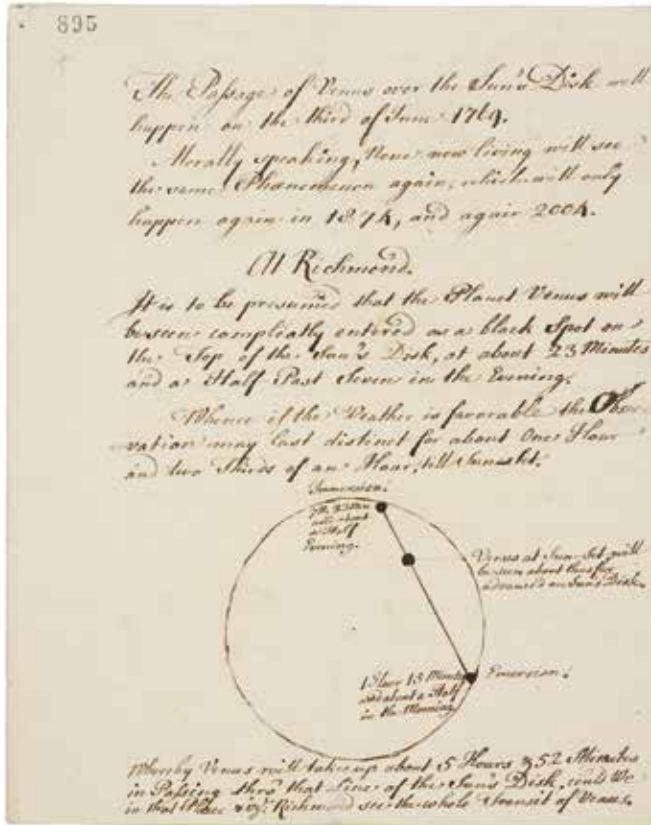 895
The Passage of Venus over the Sun's Disk will
happen on the third of June 1769.
Morally speaking, None now living will see
the same Phœnomenon again, which will only
happen again in 1874, and again 2004.
At Richmond.
It is to be presumed that the Planet Venus will
be seen compleatly entered as a black Spot on
the Top of the Sun's Disk, at about 23 Minutes
and a Half Past Seven in the Evening.
Whence if the Weather is favorable the Obser
vation may last distinct for about One Hour
and two Thirds of an Hour, till Sunset.
Immersion.
7h. 23 Min
and about
a Half
Evening.
Venus at Sun-Set will
be seen about thus far
advanced on Sun's Disk.
1 Hour 15 Minutes
and about a Half
in the Morning
Emersion.
Whereby Venus will take up about 5 Hours & 52 Minutes
in Passing thro that Line of the Sun's Disk, could We
in that Place viz: Richmond see the whole Transit of Venus.